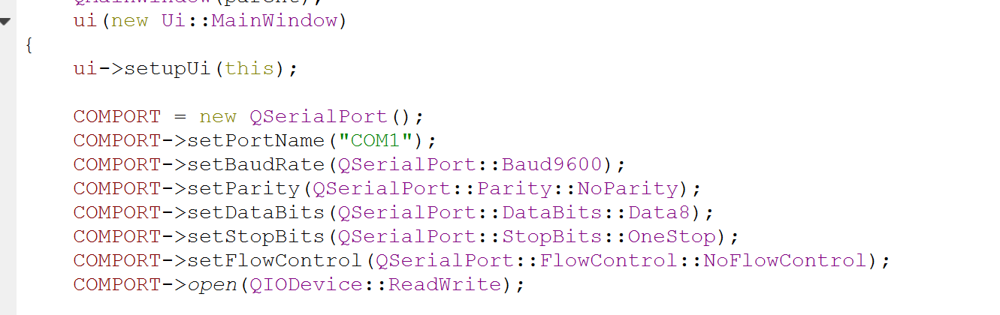 QMainWindow(parent),
ui(new Ui::MainWindow)
{
ui->setupUi(this);
COMPORT = new QSerialPort();
COMPORT->setPortName("COM1");
COMPORT->setBaudRate(QSerialPort::Baud9600);
COMPORT->setParity(QSerialPort::Parity::NoParity);
COMPORT->setDataBits(QSerialPort::DataBits::Data8);
COMPORT->setStopBits(QSerialPort::StopBits::OneStop);
COMPORT->setFlowControl(QSerialPort::FlowControl::NoFlowControl);
COMPORT->open(QIODevice::ReadWrite);